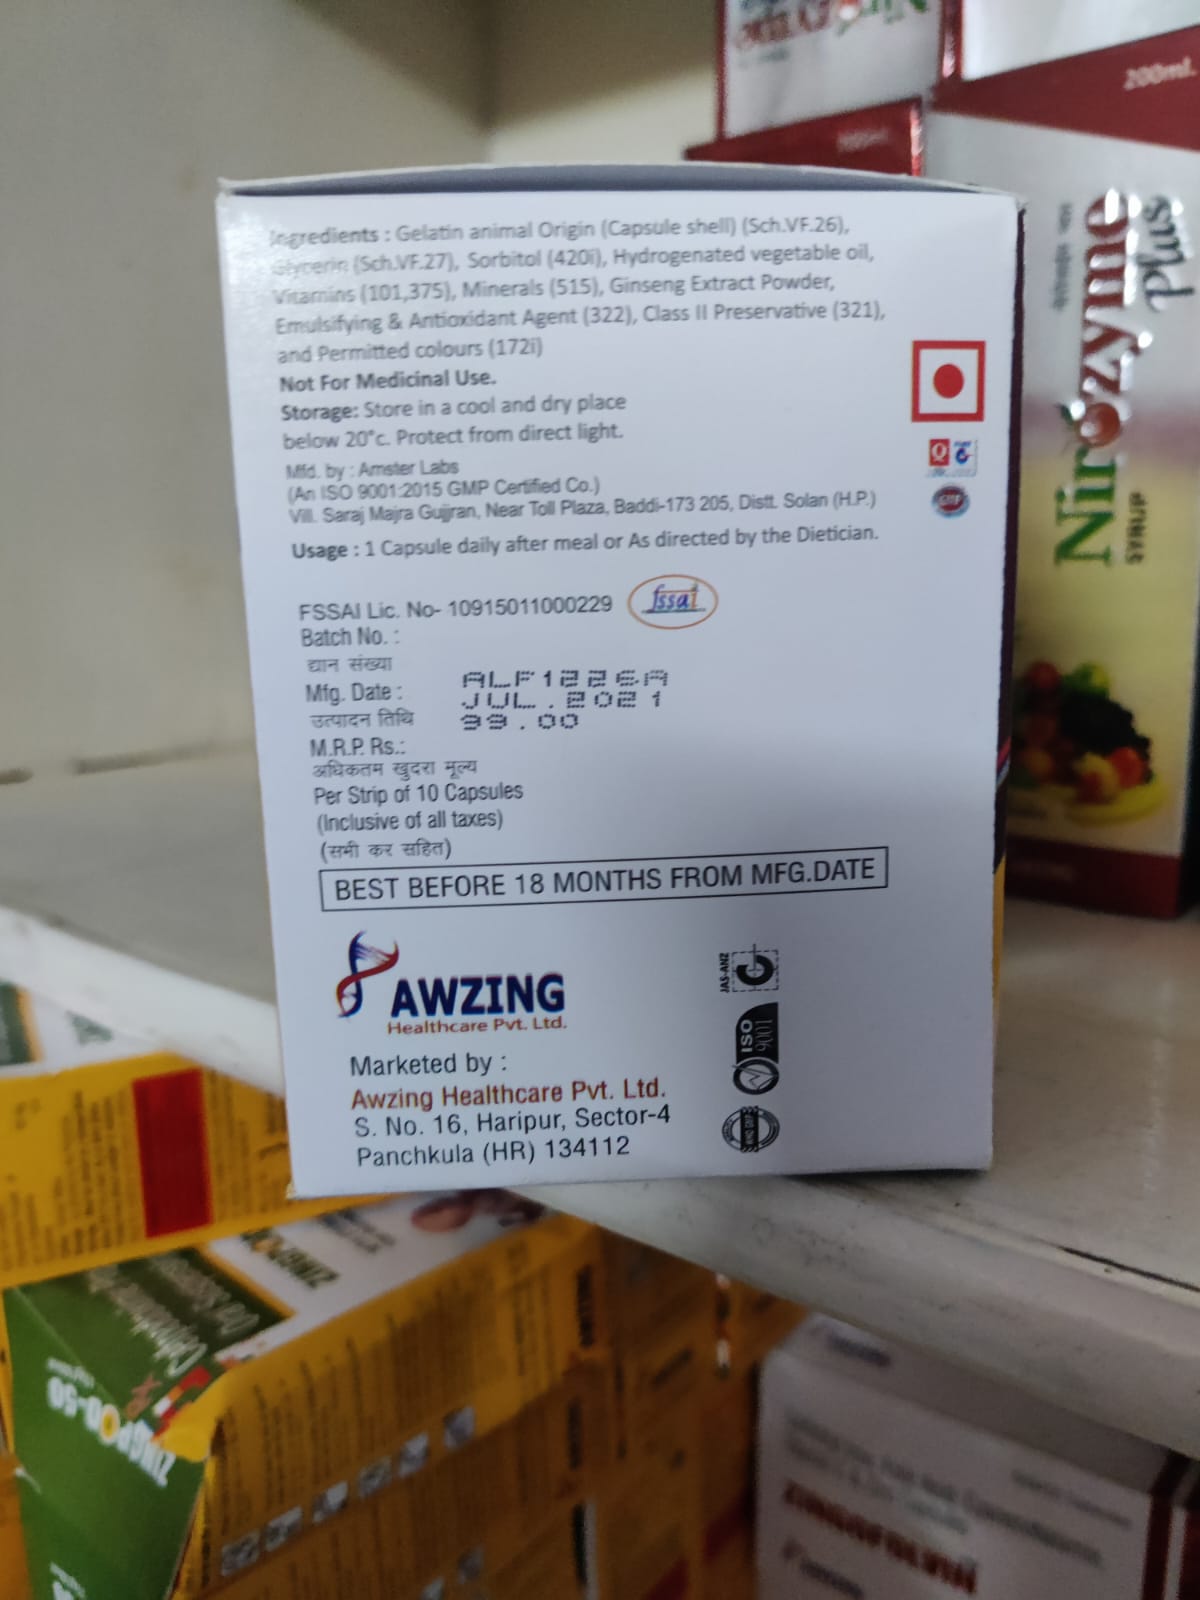 Ingredients : Gelatin animal Origin (Capsule shell) (Sch.VF.26),
Glycerin (Sch.VF.27), Sorbitol (420i), Hydrogenated vegetable oil,
Vitamins (101,375), Minerals (515), Ginseng Extract Powder,
Emulsifying & Antioxidant Agent (322), Class II Preservative (321),
and Permitted colours (172i)
Not For Medicinal Use.
Storage: Store in a cool and dry place
below 20°c. Protect from direct light.
Mfd. by : Amster Labs
(An ISO 9001:2015 GMP Certified Co.)
Vill. Saraj Majra Gujjran, Near Toll Plaza, Baddi-173 205, Distt. Solan (H.P.)
Usage : 1 Capsule daily after meal or As directed by the Dietician.
FSSAI Lic. No- 10915011000229 fssai
Batch No. :
द्यान संख्या
ALF1226A
Mfg. Date :
JUL.2021
उत्पादन तिथि
99.00
M.R.P. Rs.:
अधिकतम खुदरा मूल्य
Per Strip of 10 Capsules
(Inclusive of all taxes)
(सभी कर सहित)
BEST BEFORE 18 MONTHS FROM MFG.DATE
AWZING
Healthcare Pvt. Ltd.
Marketed by :
Awzing Healthcare Pvt. Ltd.
S. No. 16, Haripur, Sector-4
Panchkula (HR) 134112
JAS-ANZ
ISO
9001
Q
GMP
200ml.
Nirozyme
plus
SYRUP
ZINGPOD-50